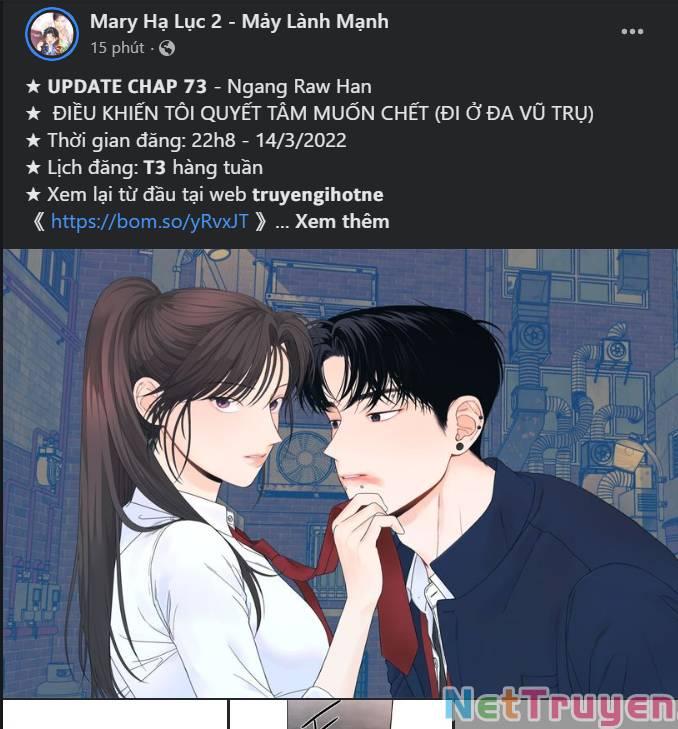 Mary Hạ Lục 2 - Mảy Lành Mạnh
15 phút ·
★ UPDATE CHAP 73 - Ngang Raw Han
★ ĐIỀU KHIẾN TÔI QUYẾT TÂM MUỐN CHẾT (ĐI Ở ĐA VŨ TRỤ)
★ Thời gian đăng: 22h8 - 14/3/2022
★ Lịch đăng: T3 hàng tuần
★ Xem lại từ đầu tại web truyengihotne
《 https://bom.so/yRvxJT 》... Xem thêm
NetTruyen